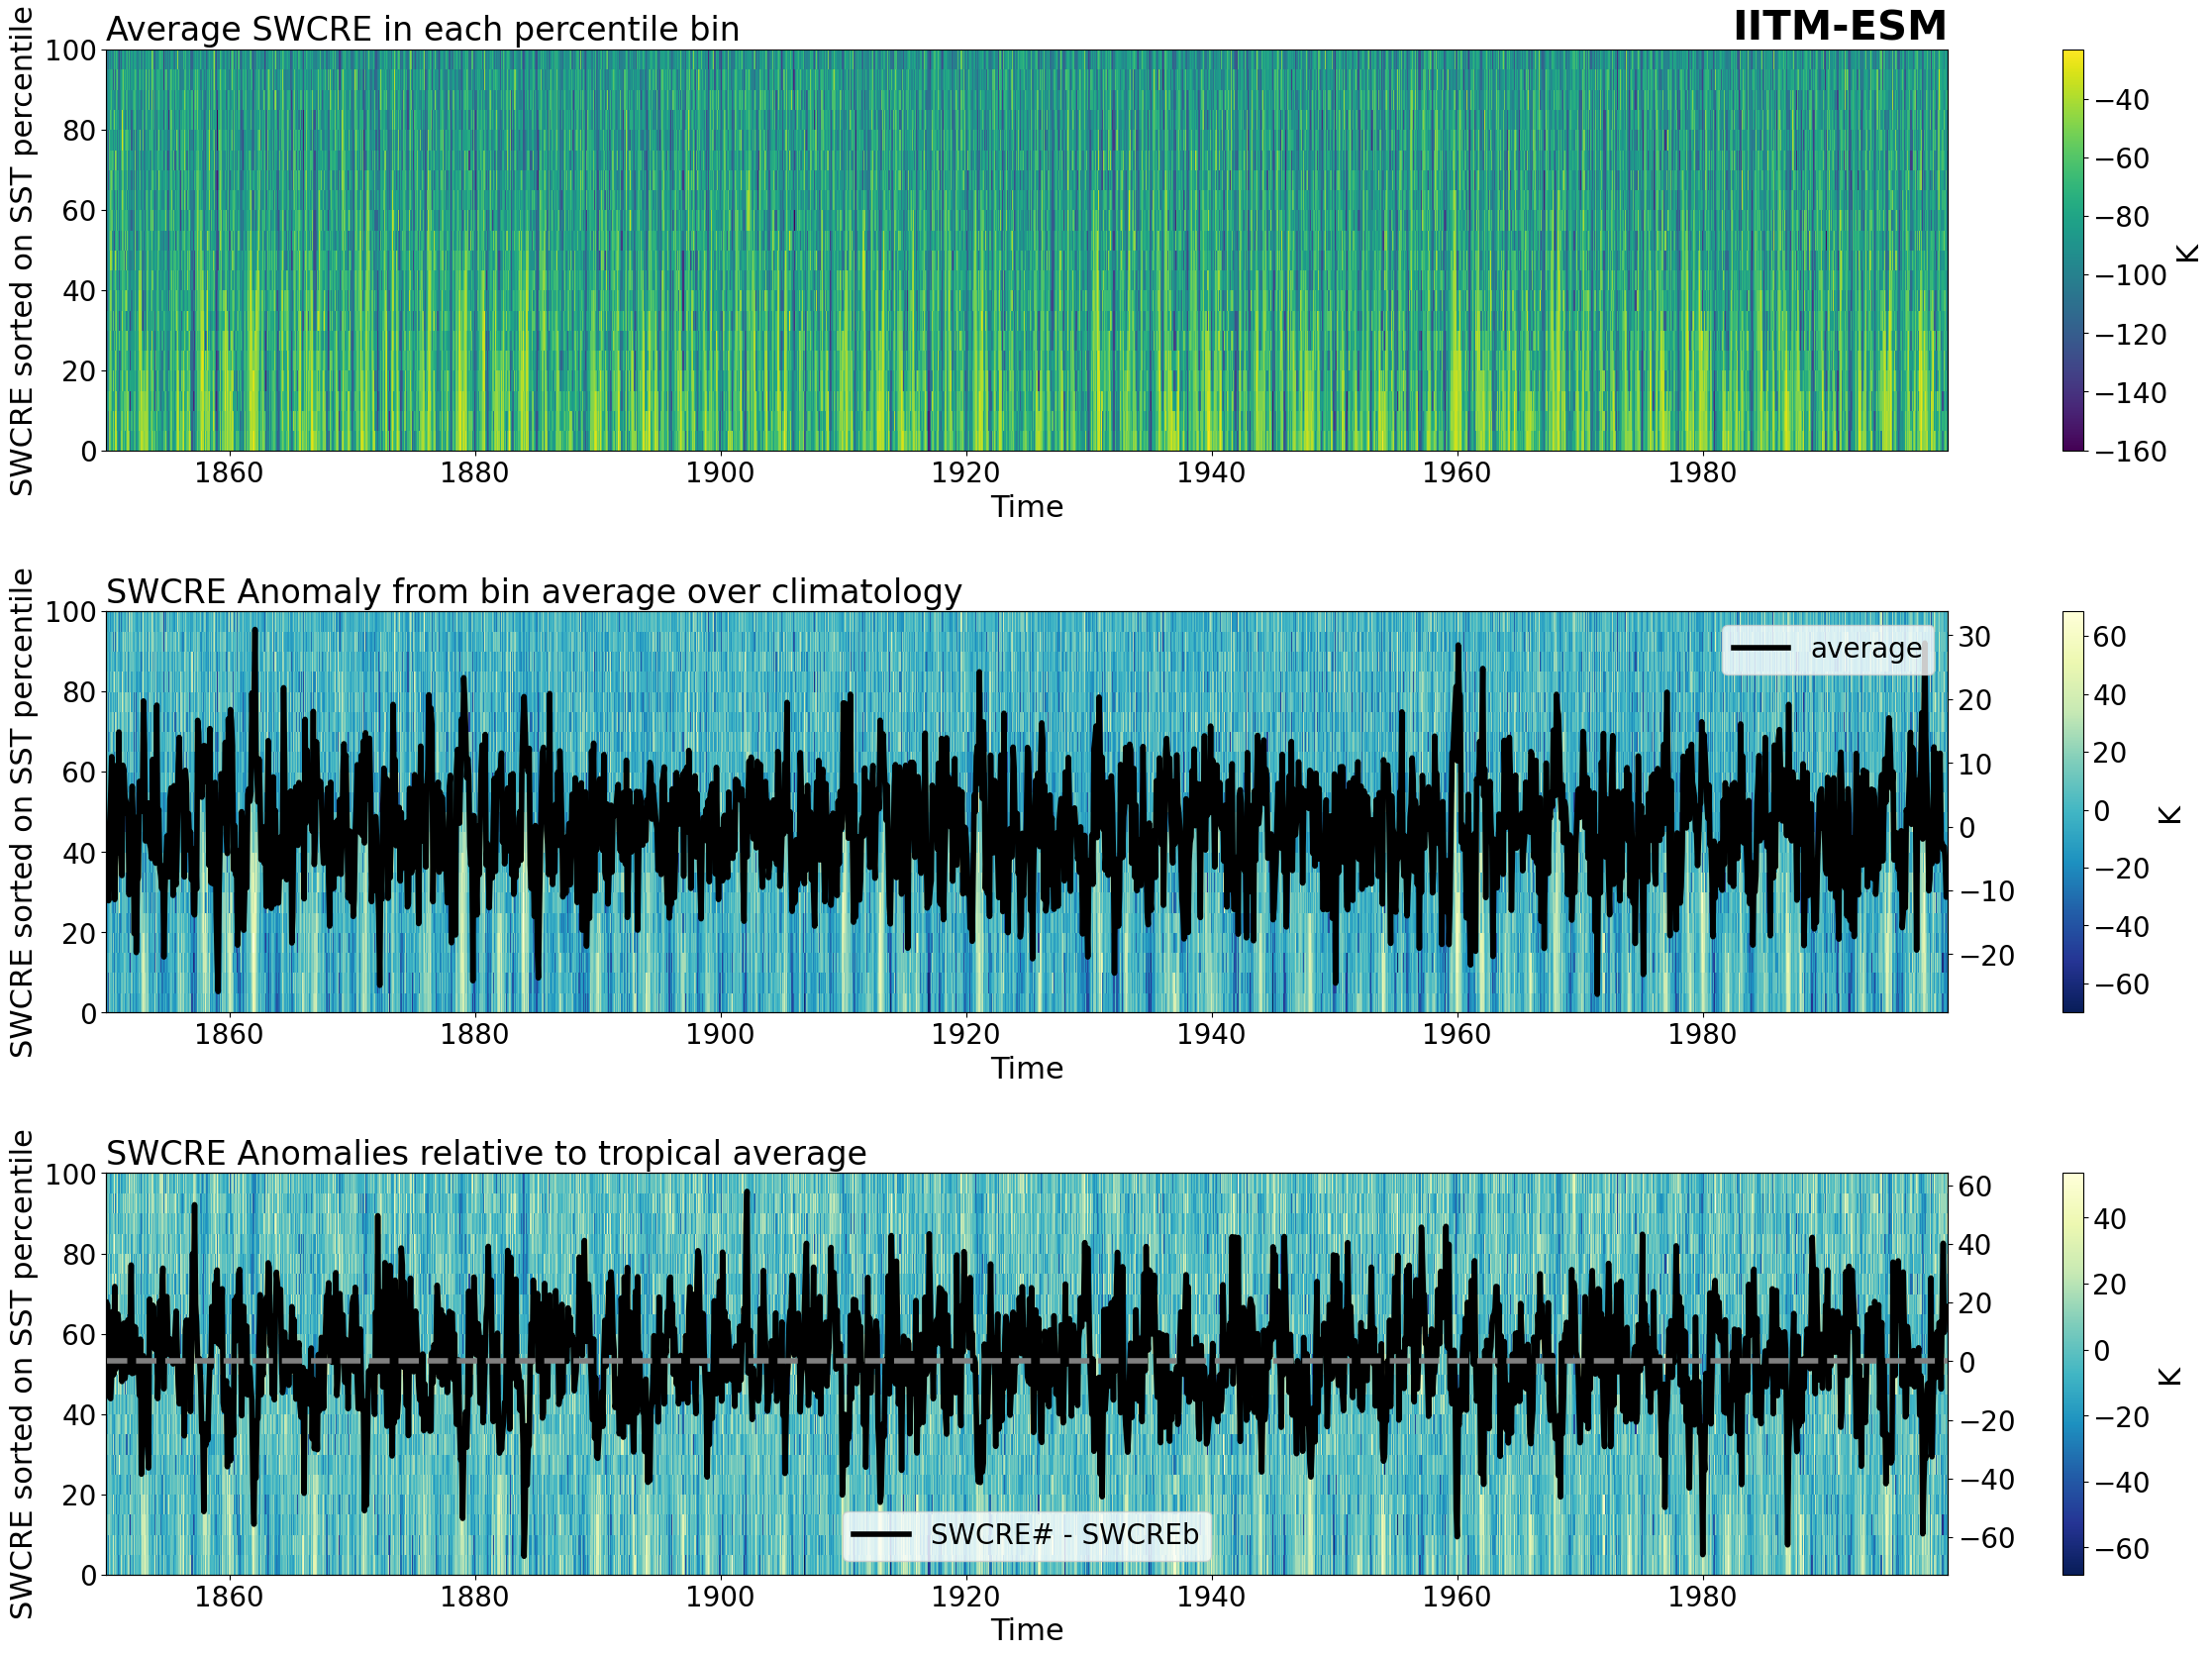 Average SWCRE in each percentile bin
IITM-ESM
SWCRE sorted on SST percentile
100
80
60
40
20
0
1860 1880 1900 1920 1940 1960 1980
Time
−40
−60
−80
−100
−120
−140
−160
K
SWCRE Anomaly from bin average over climatology
SWCRE sorted on SST percentile
100
80
60
40
20
0
average
30
20
10
0
−10
−20
1860 1880 1900 1920 1940 1960 1980
Time
60
40
20
0
−20
−40
−60
K
SWCRE Anomalies relative to tropical average
SWCRE sorted on SST percentile
100
80
60
40
20
0
SWCRE# - SWCREb
60
40
20
0
−20
−40
−60
1860 1880 1900 1920 1940 1960 1980
Time
40
20
0
−20
−40
−60
K